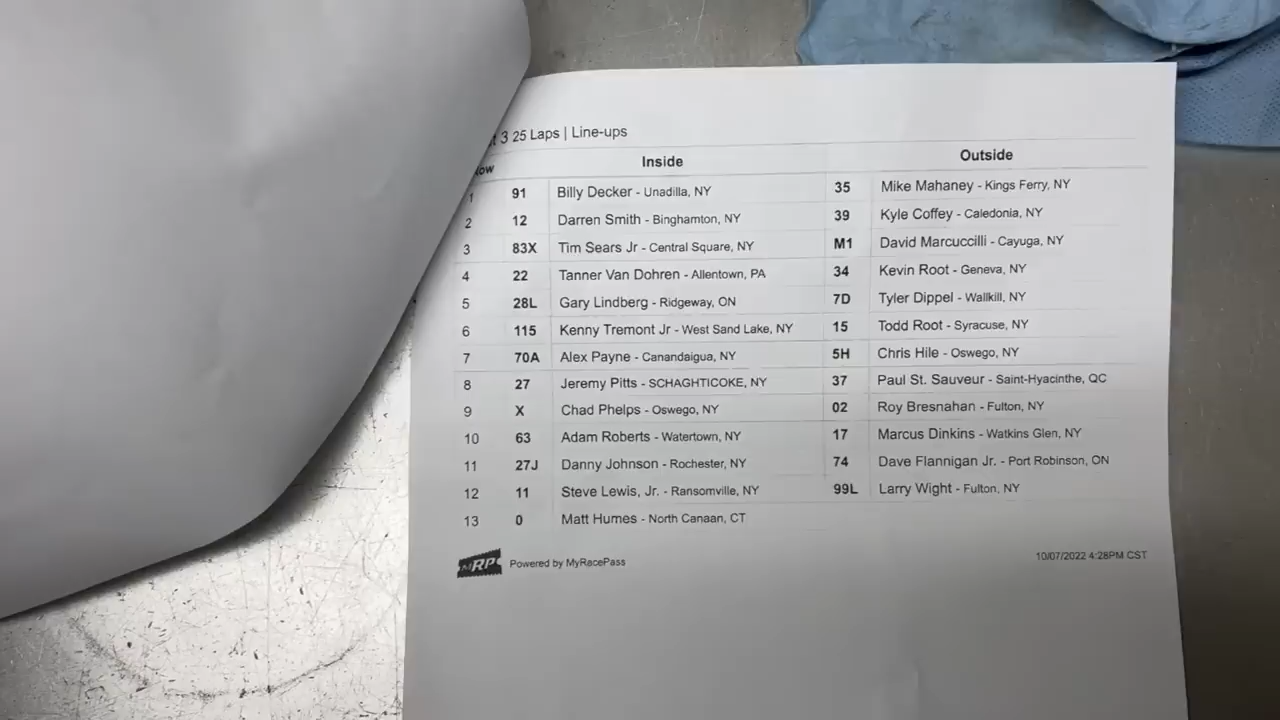 3 25 Laps | Line-ups
Inside Outside
1 91 Billy Decker - Unadilla, NY 35 Mike Mahaney - Kings Ferry, NY
2 12 Darren Smith - Binghamton, NY 39 Kyle Coffey - Caledonia, NY
3 83X Tim Sears Jr - Central Square, NY M1 David Marcuccilli - Cayuga, NY
4 22 Tanner Van Dohren - Allentown, PA 34 Kevin Root - Geneva, NY
5 28L Gary Lindberg - Ridgeway, ON 7D Tyler Dippel - Wallkill, NY
6 115 Kenny Tremont Jr - West Sand Lake, NY 15 Todd Root - Syracuse, NY
7 70A Alex Payne - Canandaigua, NY 5H Chris Hile - Oswego, NY
8 27 Jeremy Pitts - SCHAGHTICOKE, NY 37 Paul St. Sauveur - Saint-Hyacinthe, QC
9 X Chad Phelps - Oswego, NY 02 Roy Bresnahan - Fulton, NY
10 63 Adam Roberts - Watertown, NY 17 Marcus Dinkins - Watkins Glen, NY
11 27J Danny Johnson - Rochester, NY 74 Dave Flannigan Jr. - Port Robinson, ON
12 11 Steve Lewis, Jr. - Ransomville, NY 99L Larry Wight - Fulton, NY
13 0 Matt Humes - North Canaan, CT
MRP Powered by MyRacePass 10/07/2022 4:28PM CST